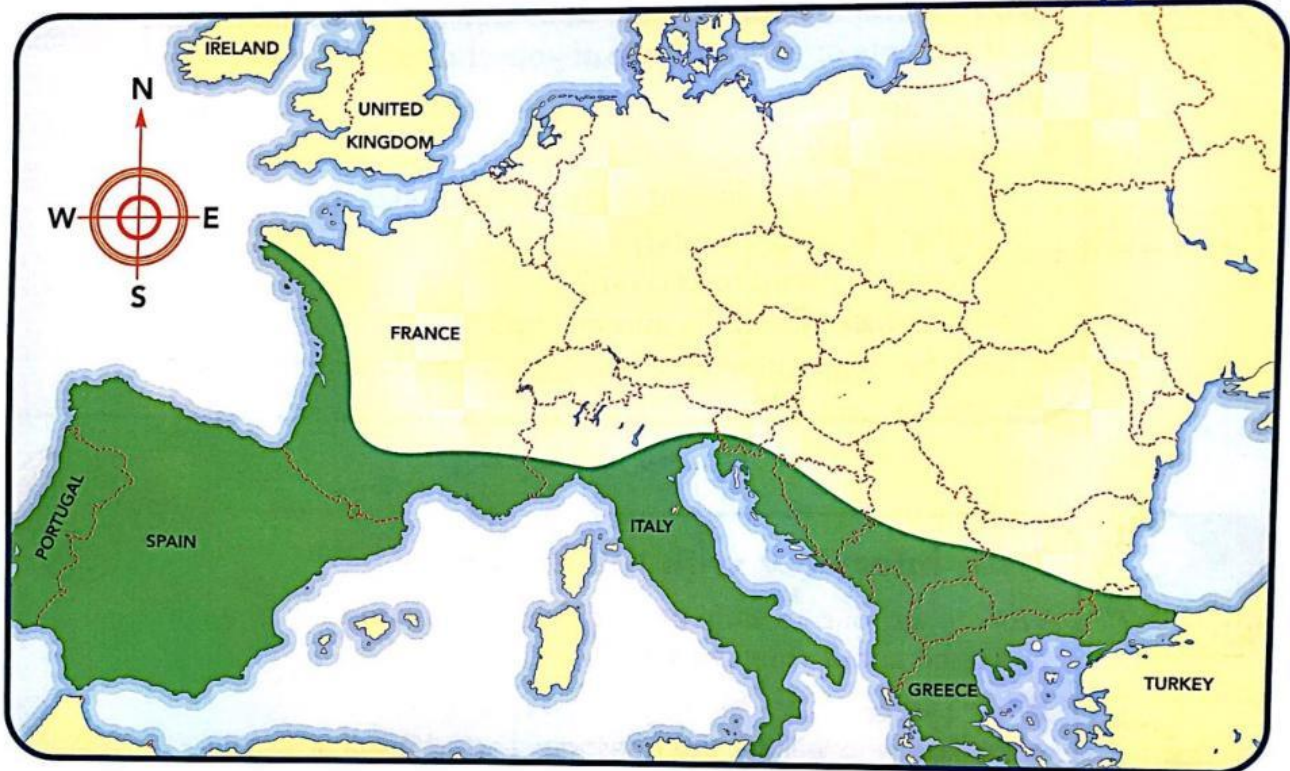 IRELAND
UNITED
KINGDOM
N
W
E
S
FRANCE
PORTUGAL
SPAIN
ITALY
GREECE
TURKEY